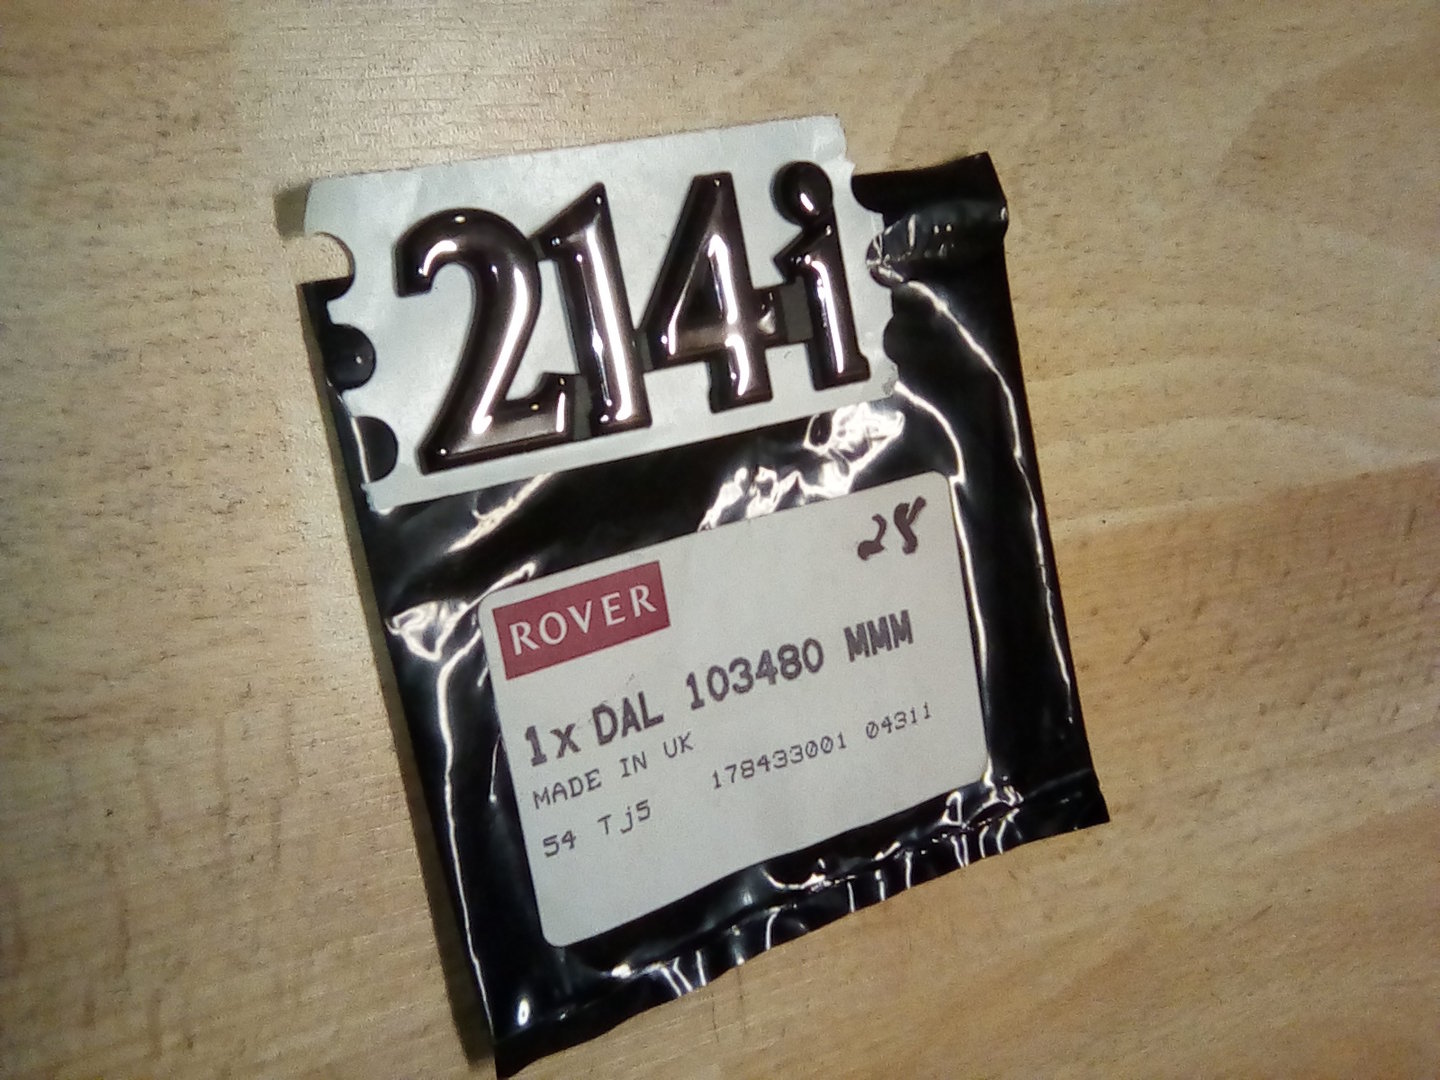 214i
28
ROVER
1x DAL 103480 MMM
MADE IN UK
54 Tj5 178433001 04311